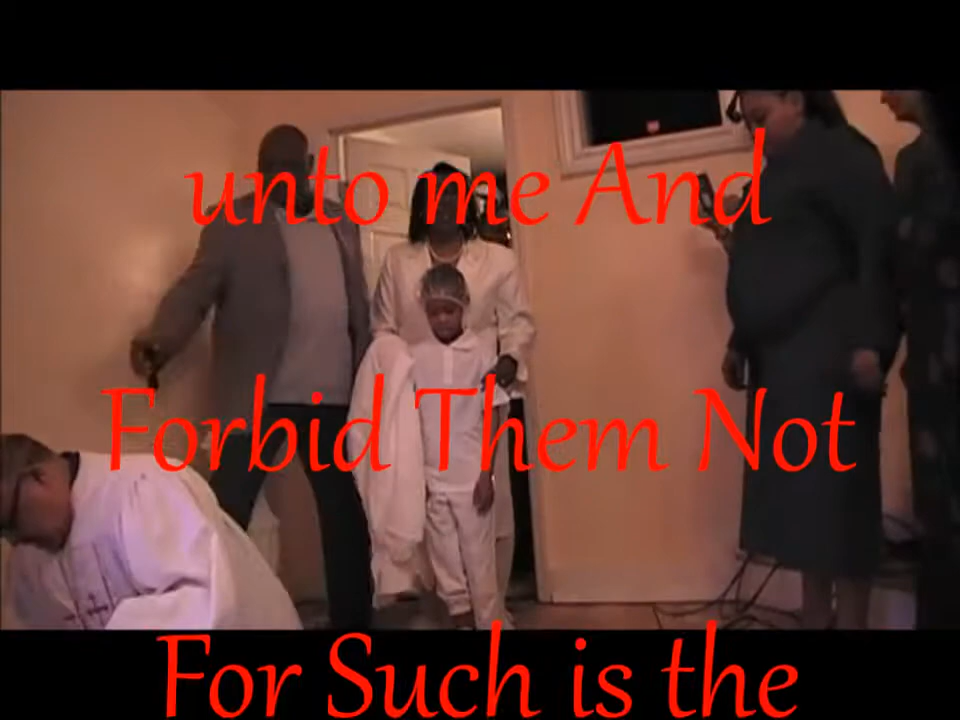 unto me And
Forbid Them Not
For Such is the